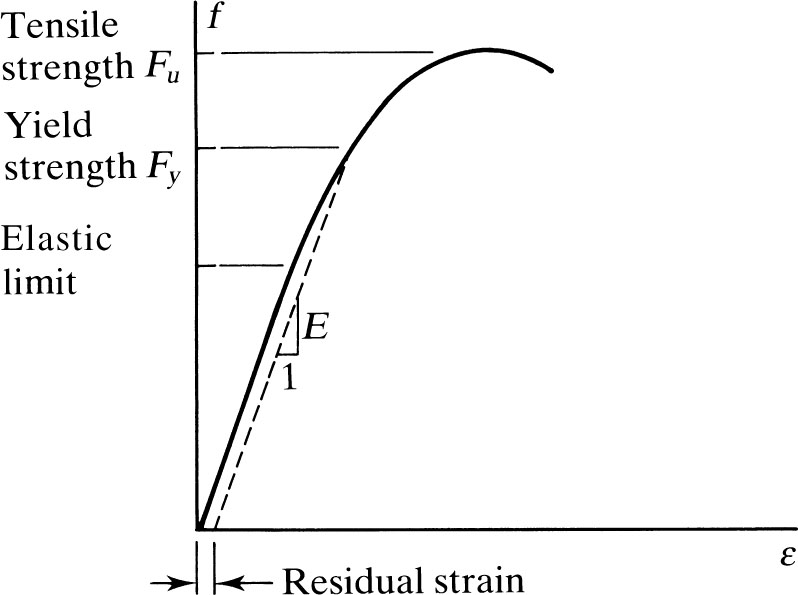 f
Tensile
strength Fu
Yield
strength Fy
Elastic
limit
E
1
ε
Residual strain